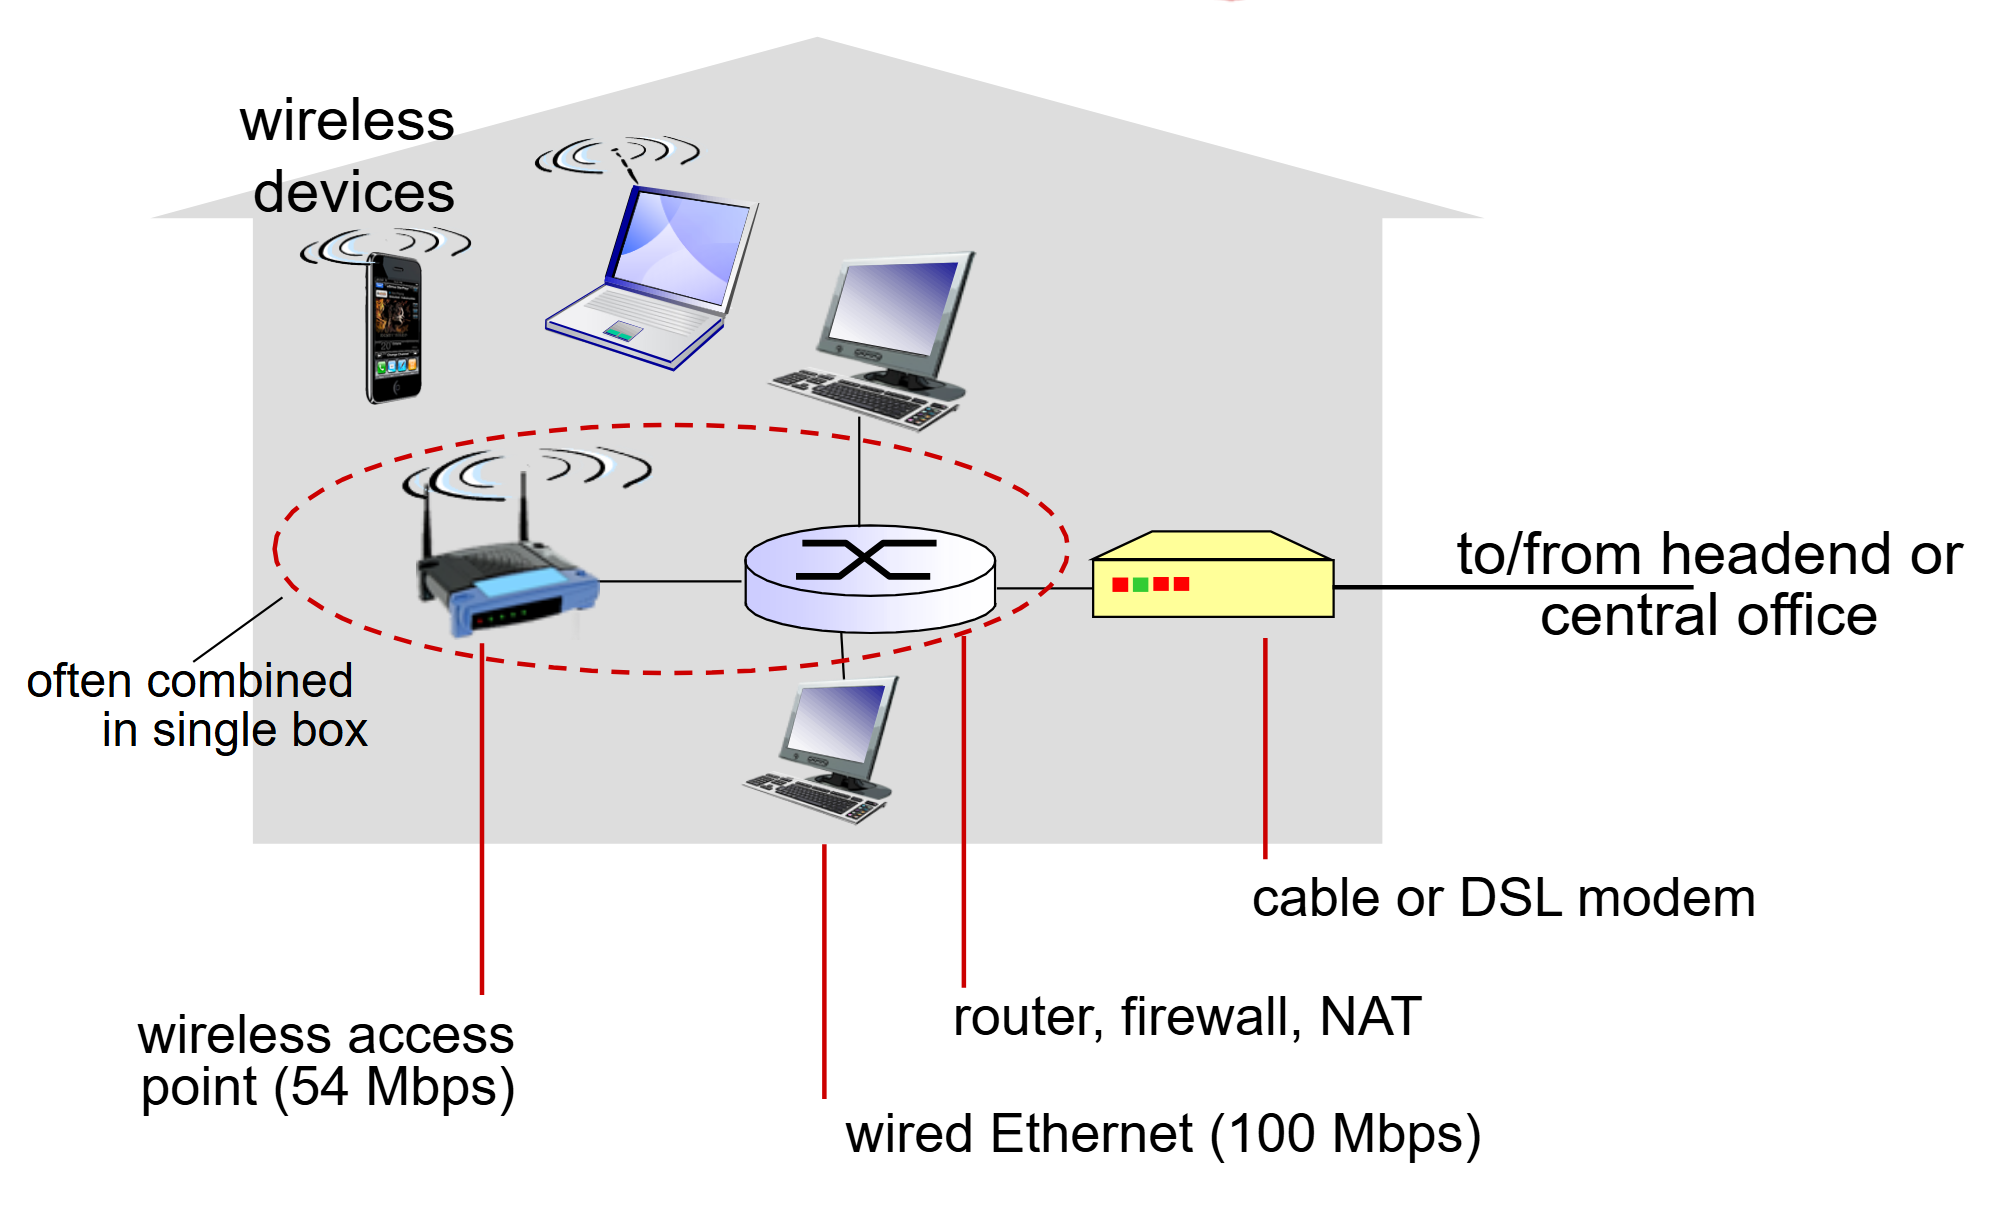 wireless
devices
to/from headend or
central office
often combined
in single box
cable or DSL modem
router, firewall, NAT
wireless access
point (54 Mbps)
wired Ethernet (100 Mbps)